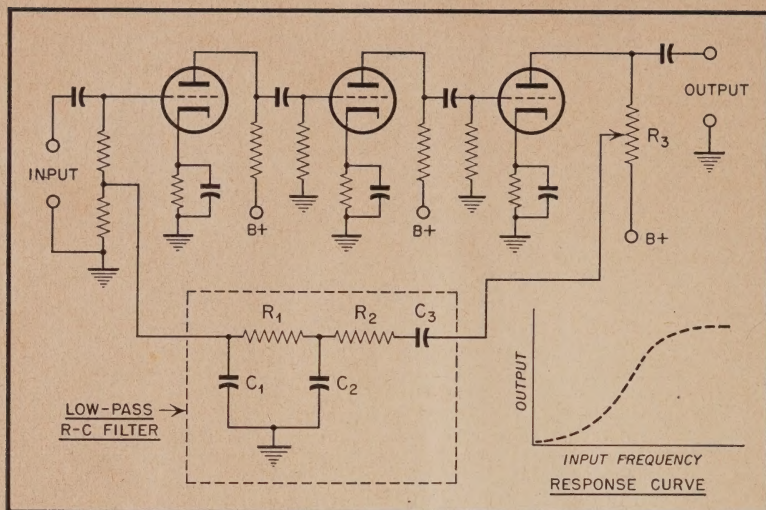 INPUT
B+
B+
OUTPUT
R3
B+
R1
R2
C3
C1
C2
LOW-PASS
R-C FILTER
OUTPUT
INPUT FREQUENCY
RESPONSE CURVE